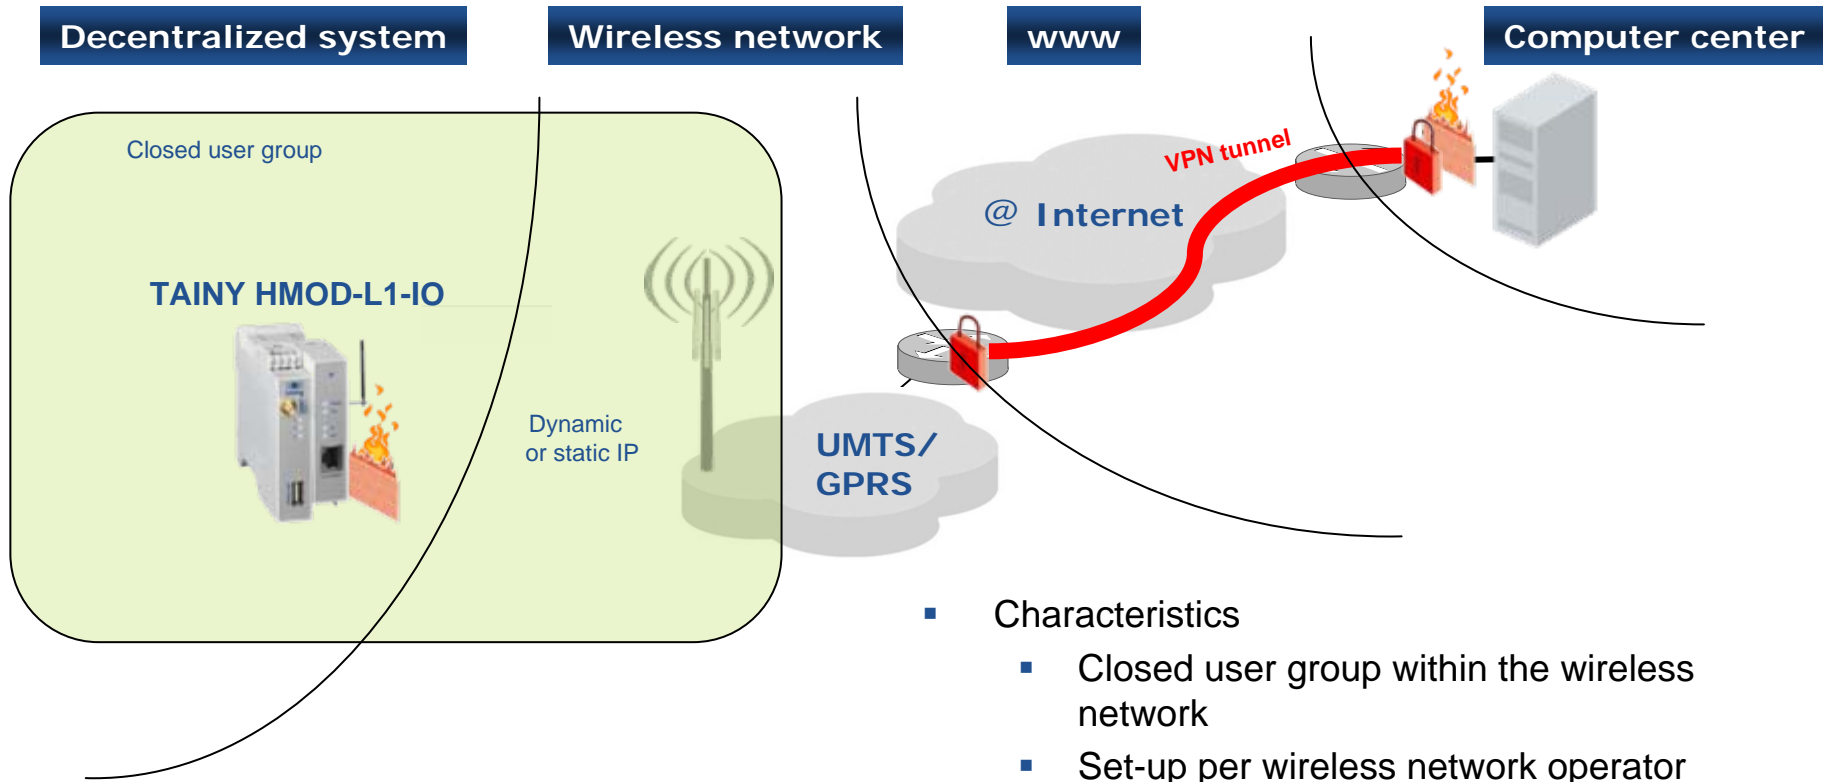 Decentralized system
Wireless network
www
Computer center
Closed user group
VPN tunnel
@ Internet
TAINY HMOD-L1-IO
Dynamic
or static IP
UMTS/
GPRS
Characteristics
Closed user group within the wireless
network
Set-up per wireless network operator